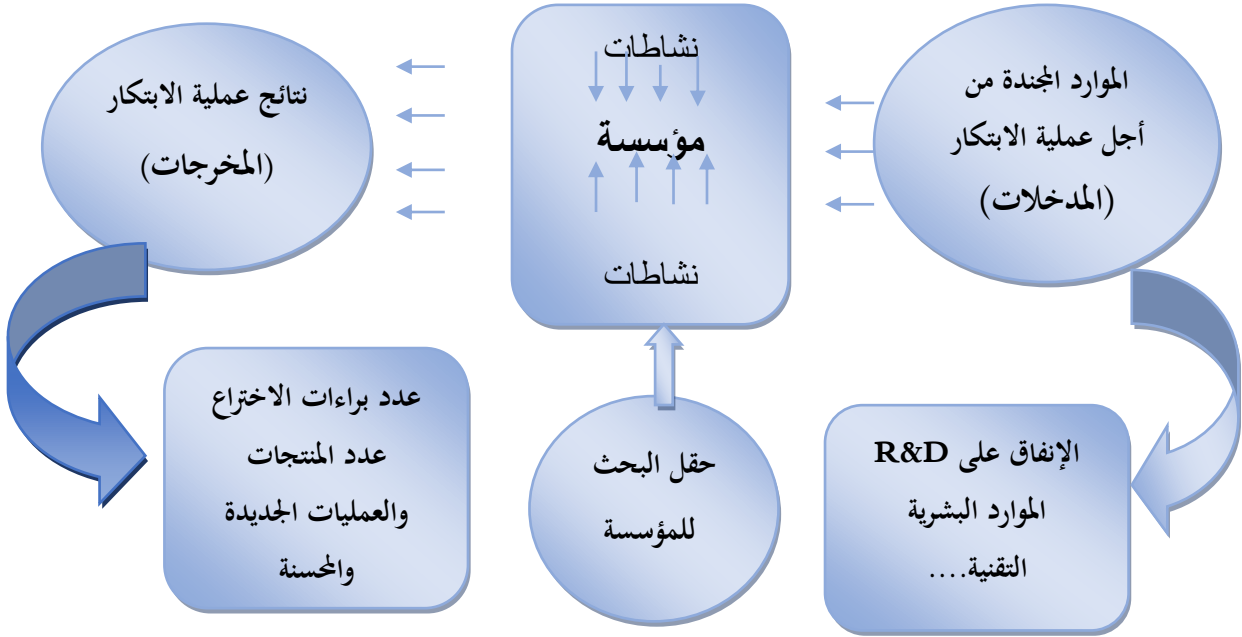 الموارد المجندة من
أجل عملية الابتكار
(المدخلات)
نشاطات
مؤسسة
نشاطات
نتائج عملية الابتكار
(المخرجات)
الإنفاق على R&D
الموارد البشرية
التقنية....
حقل البحث
للمؤسسة
عدد براءات الاختراع
عدد المنتجات
والعمليات الجديدة
والمحسنة